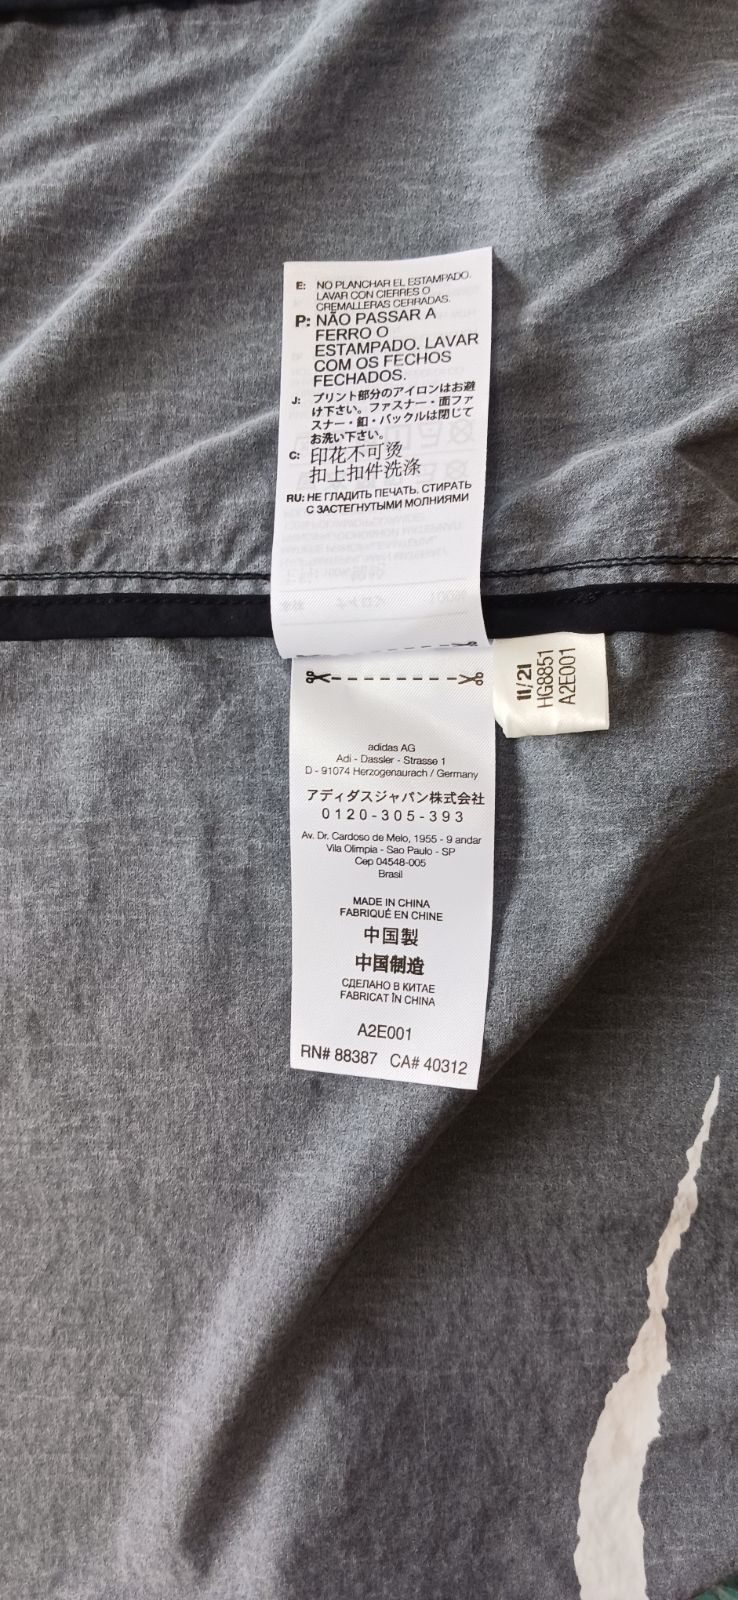 E: NO PLANCHAR EL ESTAMPADO.
LAVAR CON CIERRES O
CREMALLERAS CERRADAS.
P: NÃO PASSAR A
FERRO O
ESTAMPADO. LAVAR
COM OS FECHOS
FECHADOS.
J: プリント部分のアイロンはお避
け下さい。ファスナー・面ファ
スナー・釦・バックルは閉じて
お洗い下さい。
C: 印花不可烫
扣上扣件洗涤
RU: НЕ ГЛАДИТЬ ПЕЧАТЬ. СТИРАТЬ
С ЗАСТЕГНУТЫМИ МОЛНИЯМИ
11/21
HG8851
A2E001
adidas AG
Adi - Dassler - Strasse 1
D - 91074 Herzogenaurach / Germany
アディダスジャパン株式会社
0120-305-393
Av. Dr. Cardoso de Melo, 1955 - 9 andar
Vila Olimpia - Sao Paulo - SP
Cep 04548-005
Brasil
MADE IN CHINA
FABRIQUÉ EN CHINE
中国製
中国制造
СДЕЛАНО В КИТАЕ
FABRICAT ÎN CHINA
A2E001
RN# 88387 CA# 40312